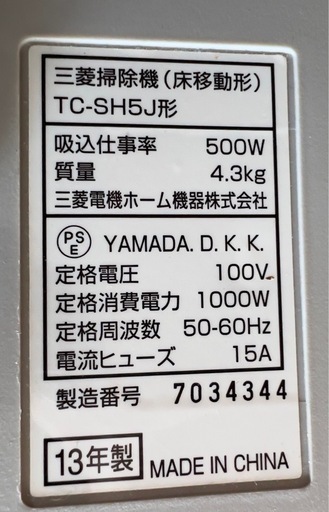 三菱掃除機（床移動形）
TC-SH5J形
吸込仕事率 500W
質量 4.3kg
三菱電機ホーム機器株式会社
PSE YAMADA. D. K. K.
定格電圧 100V
定格消費電力 1000W
定格周波数 50-60Hz
電流ヒューズ 15A
製造番号 7034344
13年製 MADE IN CHINA